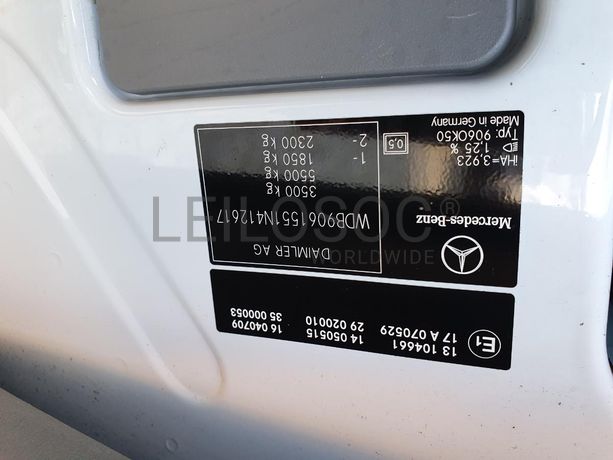 E1
13 104661 14 050515 16 040709
17 A 070529 29 020010 35 000053
Mercedes-Benz
iHA=3,923
1,25 %
Typ: 906OK50
Made in Germany
0,5
DAIMLER AG
WDB9061551N412617
3500 kg
5500 kg
1- 1850 kg
2- 2300 kg
LEILOSOC®
WORLDWIDE